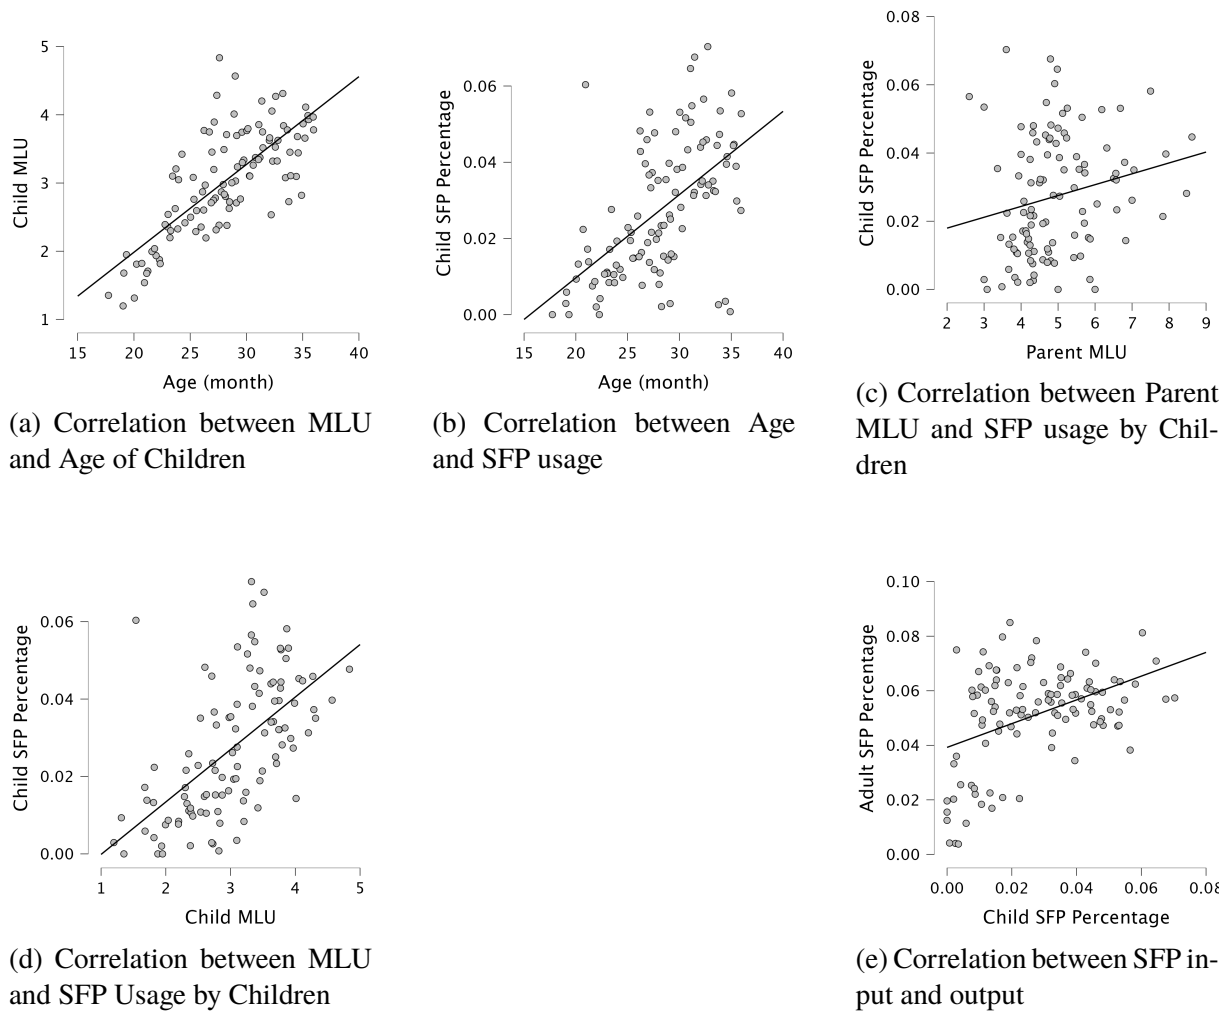 5
4
3
2
1
Child MLU
15 20 25 30 35 40
Age (month)
(a) Correlation between MLU
and Age of Children
0.06
0.04
0.02
0.00
Child SFP Percentage
15 20 25 30 35 40
Age (month)
(b) Correlation between Age
and SFP usage
0.08
0.06
0.04
0.02
0.00
Child SFP Percentage
2 3 4 5 6 7 8 9
Parent MLU
(c) Correlation between Parent
MLU and SFP usage by Chil-
dren
0.06
0.04
0.02
0.00
Child SFP Percentage
1 2 3 4 5
Child MLU
(d) Correlation between MLU
and SFP Usage by Children
0.10
0.08
0.06
0.04
0.02
0.00
Adult SFP Percentage
0.00 0.02 0.04 0.06 0.08
Child SFP Percentage
(e) Correlation between SFP in-
put and output